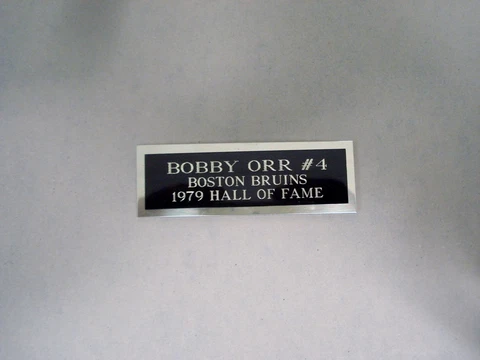 BOBBY ORR #4
BOSTON BRUINS
1979 HALL OF FAME